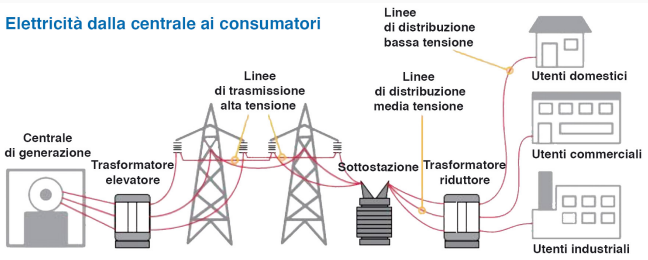 Elettricità dalla centrale ai consumatori
Linee
di distribuzione
bassa tensione
Utenti domestici
Linee
di trasmissione
alta tensione
Linee
di distribuzione
media tensione
Centrale
di generazione
Trasformatore
elevatore
Sottostazione
Trasformatore
riduttore
Utenti commerciali
Utenti industriali